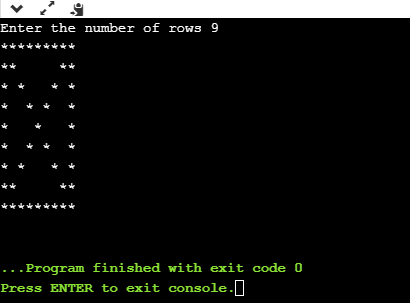 Enter the number of rows 9
*********
**     **
* *   * *
*  * *  *
*   *   *
*  * *  *
* *   * *
**     **
*********
...Program finished with exit code 0
Press ENTER to exit console.